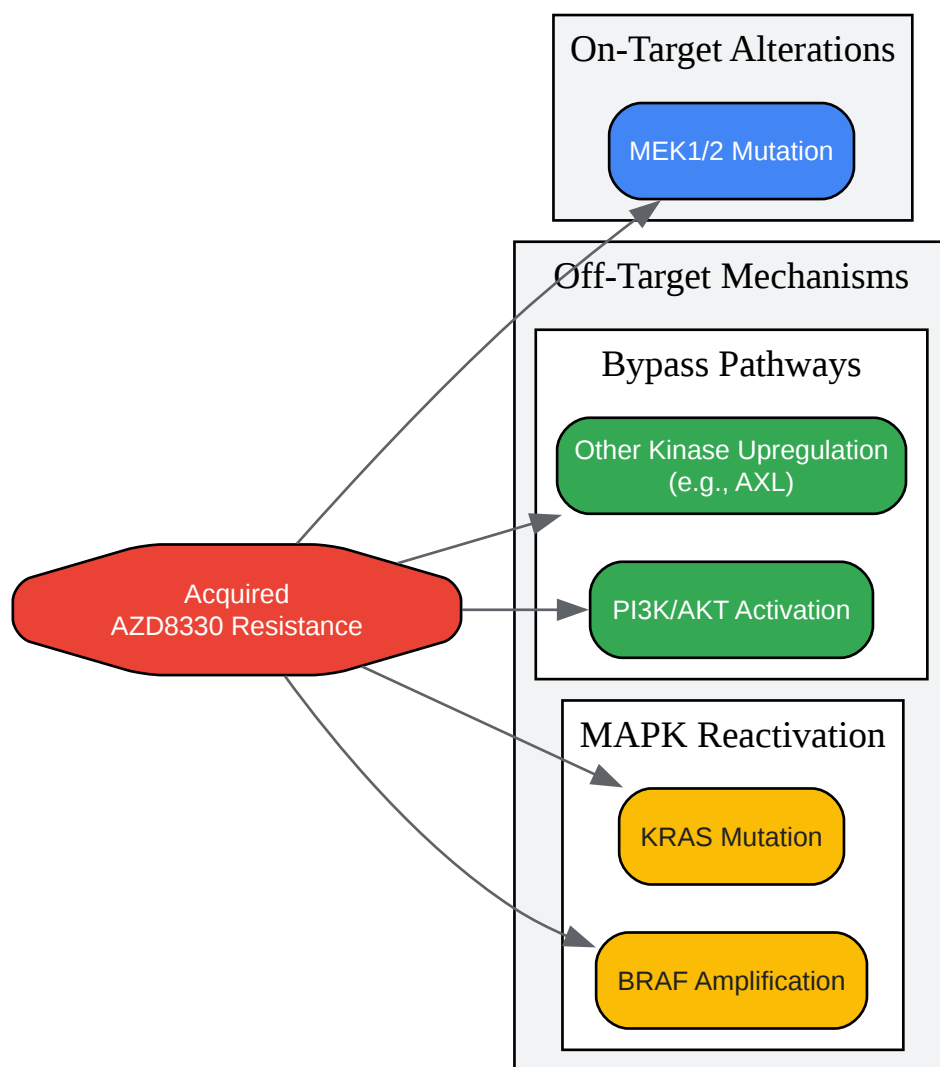 On-Target Alterations
MEK1/2 Mutation
Off-Target Mechanisms
Bypass Pathways
Other Kinase Upregulation
(e.g., AXL)
Acquired
AZD8330 Resistance
PI3K/AKT Activation
MAPK Reactivation
KRAS Mutation
BRAF Amplification